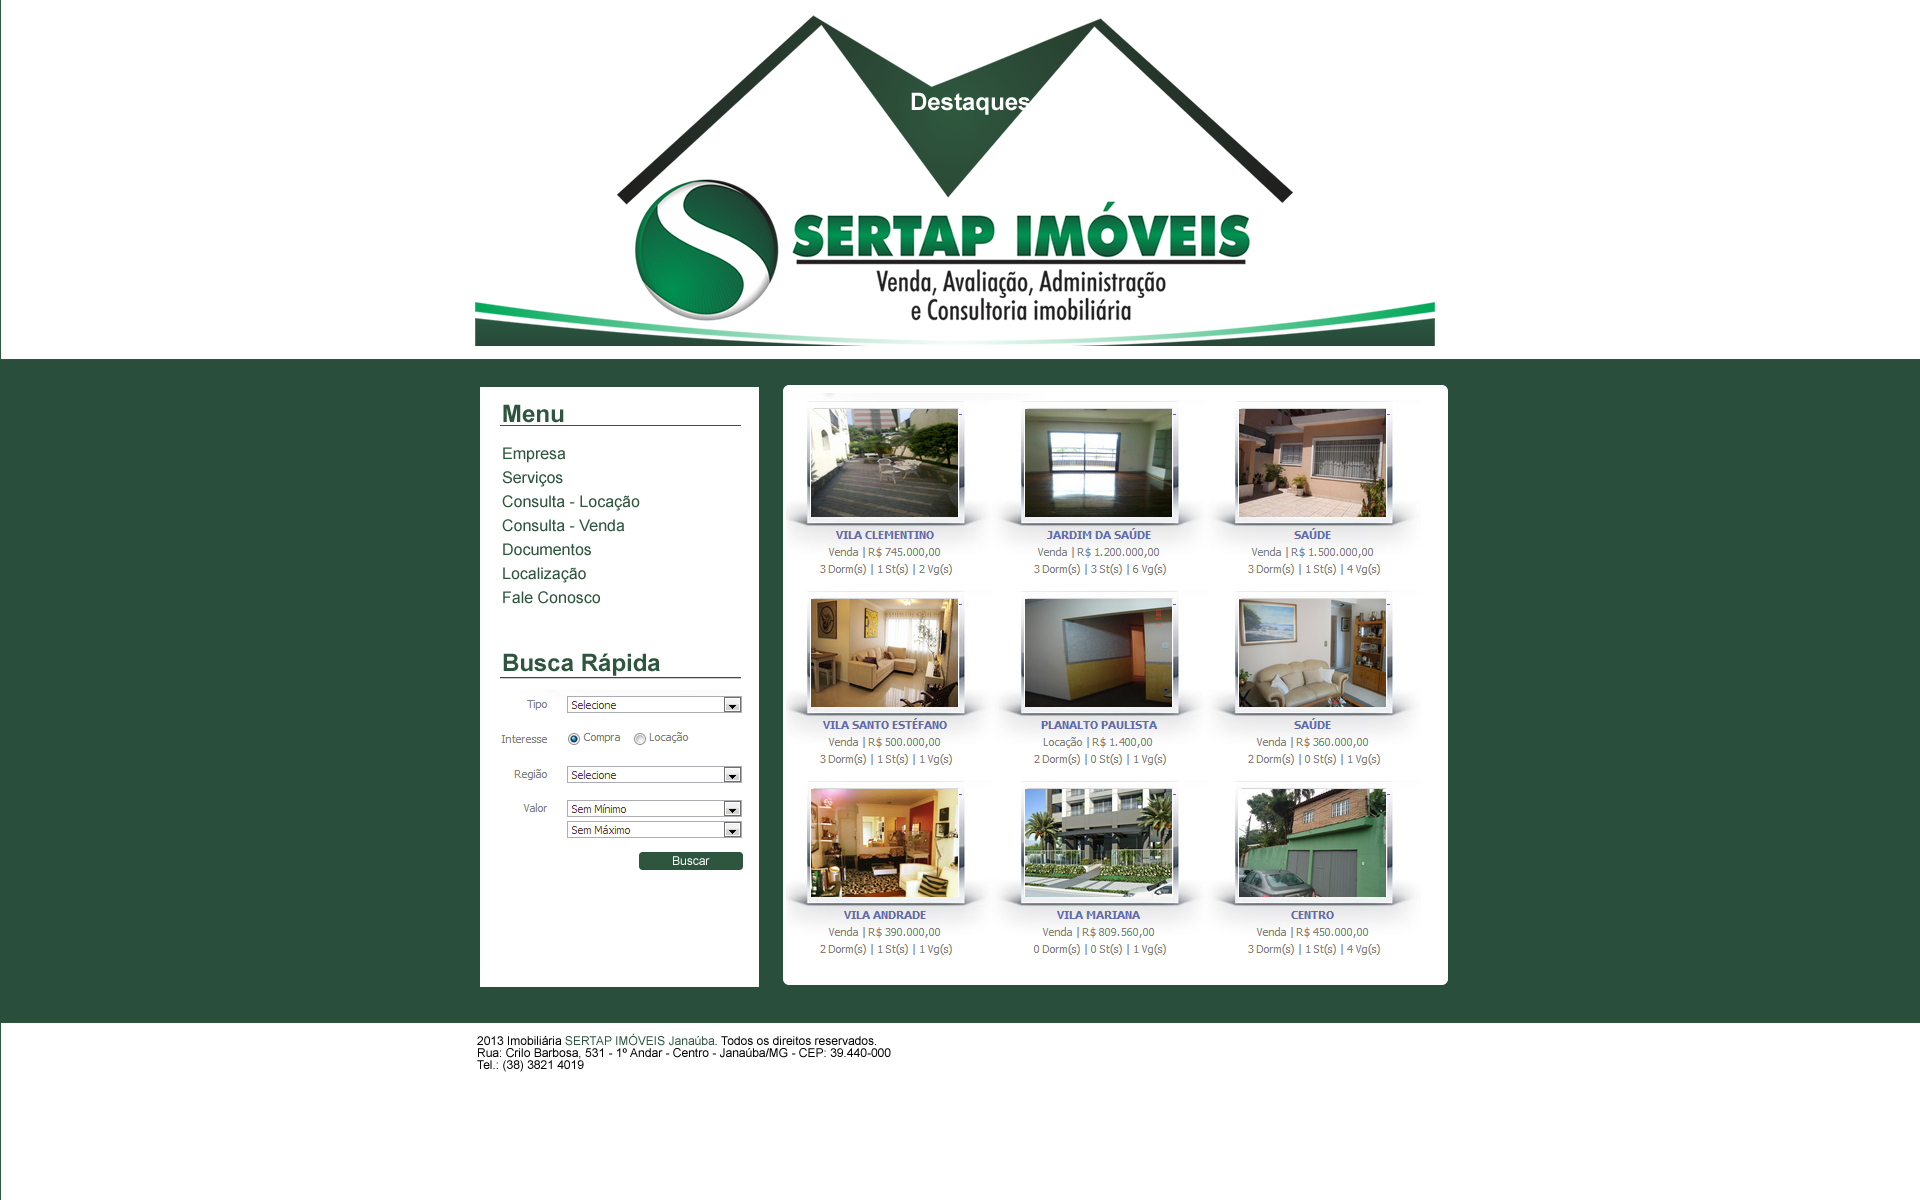 Destaques
SERTAP IMÓVEIS
Venda, Avaliação, Administração
e Consultoria imobiliária
Menu
Empresa
Serviços
Consulta - Locação
Consulta - Venda
Documentos
Localização
Fale Conosco
Busca Rápida
Tipo Selecione
Interesse Compra Locação
Região Selecione
Valor Sem Mínimo
Sem Máximo
Buscar
VILA CLEMENTINO
Venda | R$ 745.000,00
3 Dorm(s) | 1 St(s) | 2 Vg(s)
JARDIM DA SAÚDE
Venda | R$ 1.200.000,00
3 Dorm(s) | 3 St(s) | 6 Vg(s)
SAÚDE
Venda | R$ 1.500.000,00
3 Dorm(s) | 1 St(s) | 4 Vg(s)
VILA SANTO ESTÉFANO
Venda | R$ 500.000,00
3 Dorm(s) | 1 St(s) | 1 Vg(s)
PLANALTO PAULISTA
Locação | R$ 1.400,00
2 Dorm(s) | 0 St(s) | 1 Vg(s)
SAÚDE
Venda | R$ 360.000,00
2 Dorm(s) | 0 St(s) | 1 Vg(s)
VILA ANDRADE
Venda | R$ 390.000,00
2 Dorm(s) | 1 St(s) | 1 Vg(s)
VILA MARIANA
Venda | R$ 809.560,00
0 Dorm(s) | 0 St(s) | 1 Vg(s)
CENTRO
Venda | R$ 450.000,00
3 Dorm(s) | 1 St(s) | 4 Vg(s)
2013 Imobiliária SERTAP IMÓVEIS Janaúba. Todos os direitos reservados.
Rua: Crilo Barbosa, 531 - 1º Andar - Centro - Janaúba/MG - CEP: 39.440-000
Tel.: (38) 3821 4019